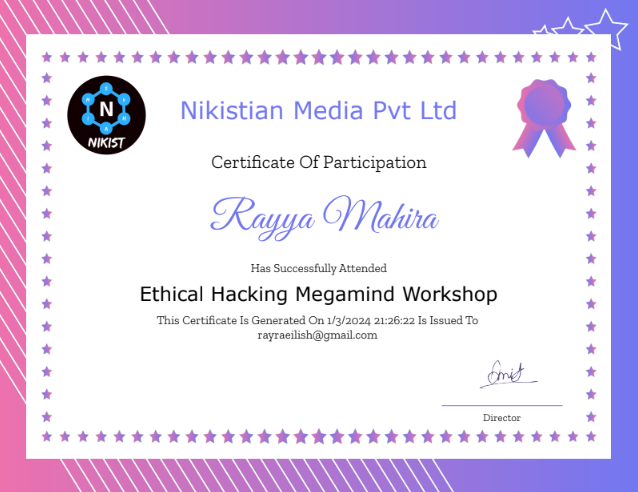 N
NIKIST
Nikistian Media Pvt Ltd
Certificate Of Participation
Rayya Mahira
Has Successfully Attended
Ethical Hacking Megamind Workshop
This Certificate Is Generated On 1/3/2024 21:26:22 Is Issued To
rayraeilish@gmail.com
Director